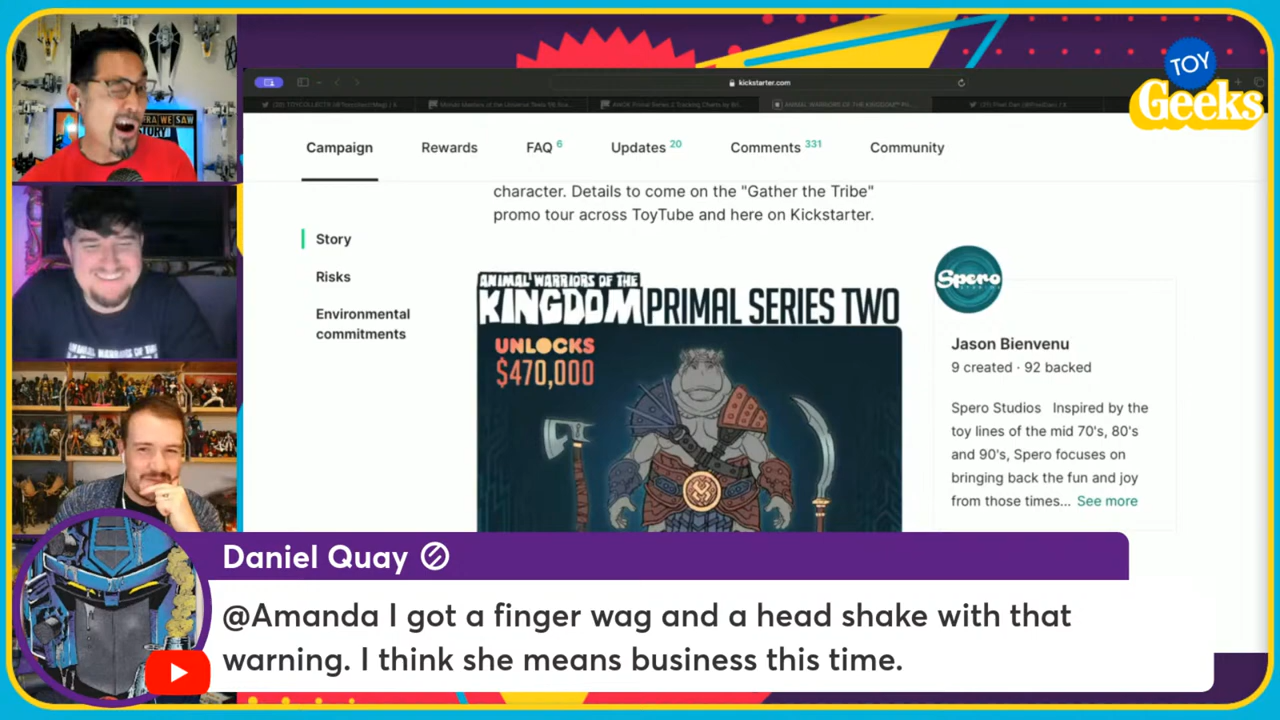 TOY
Geeks
kickstarter.com
RA WE SAW
STORY
Campaign
Rewards
FAQ 6
Updates 20
Comments 331
Community
character. Details to come on the "Gather the Tribe"
promo tour across ToyTube and here on Kickstarter.
Story
Risks
Environmental
commitments
ANIMAL WARRIORS OF THE
KINGDOM PRIMAL SERIES TWO
UNLOCKS
$470,000
Spero
Jason Bienvenu
9 created · 92 backed
Spero Studios Inspired by the
toy lines of the mid 70's, 80's
and 90's, Spero focuses on
bringing back the fun and joy
from those times... See more
Daniel Quay
@Amanda I got a finger wag and a head shake with that
warning. I think she means business this time.